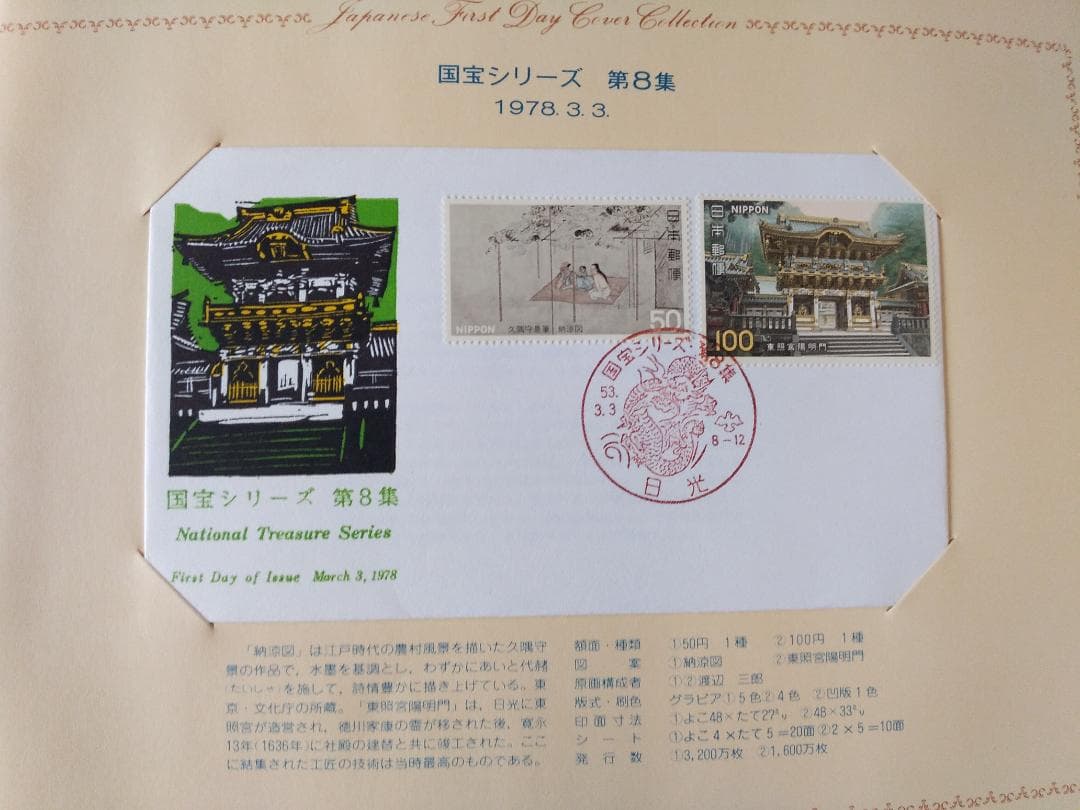 Japanese First Day Cover Collection
国宝シリーズ 第8集
1978.3.3.
日本郵便
NIPPON 久隅守景筆 納涼図 50
日本郵便 NIPPON
100 東照宮陽明門
国宝シリーズ・第8集
53.
3.3
8-12
日光
国宝シリーズ 第8集
National Treasure Series
First Day of Issue March 3, 1978
「納涼図」は江戸時代の農村風景を描いた久隅守
景の作品で，水墨を基調とし，わずかにあいと代赭
(たいしゃ)を施して，詩情豊かに描き上げている。東
京・文化庁の所蔵。「東照宮陽明門」は，日光に東
照宮が造営され，徳川家康の霊が移された後，寛永
13年(1636年)に社殿の建替と共に竣工された。ここ
に結集された工匠の技術は当時最高のものである。
額面・種類 ①50円 1種 ②100円 1種
図案 ①納涼図 ②東照宮陽明門
原画構成者 ①②渡辺 三郎
版式・刷色 グラビア①5色②4色 ②凹版1色
印面寸法 ①よこ48×たて27㍉ ②48×33㍉
シート ①よこ4×たて5=20面②2×5=10面
発行数 ①3,200万枚 ②1,600万枚